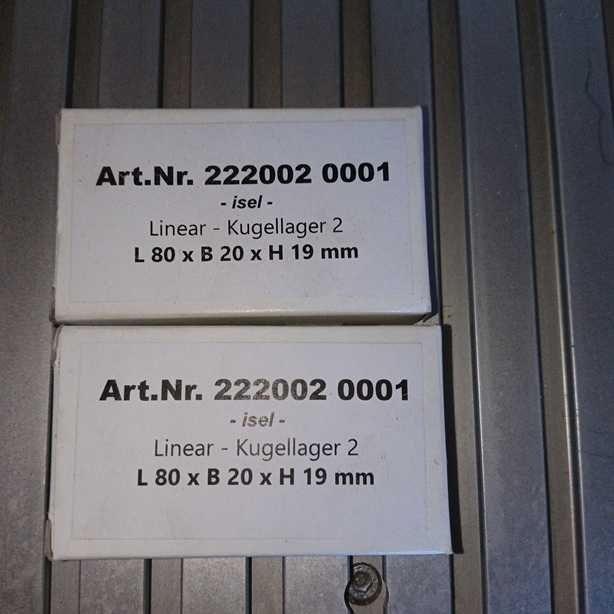 Art.Nr. 222002 0001
- isel -
Linear - Kugellager 2
L 80 x B 20 x H 19 mm
Art.Nr. 222002 0001
- isel -
Linear - Kugellager 2
L 80 x B 20 x H 19 mm